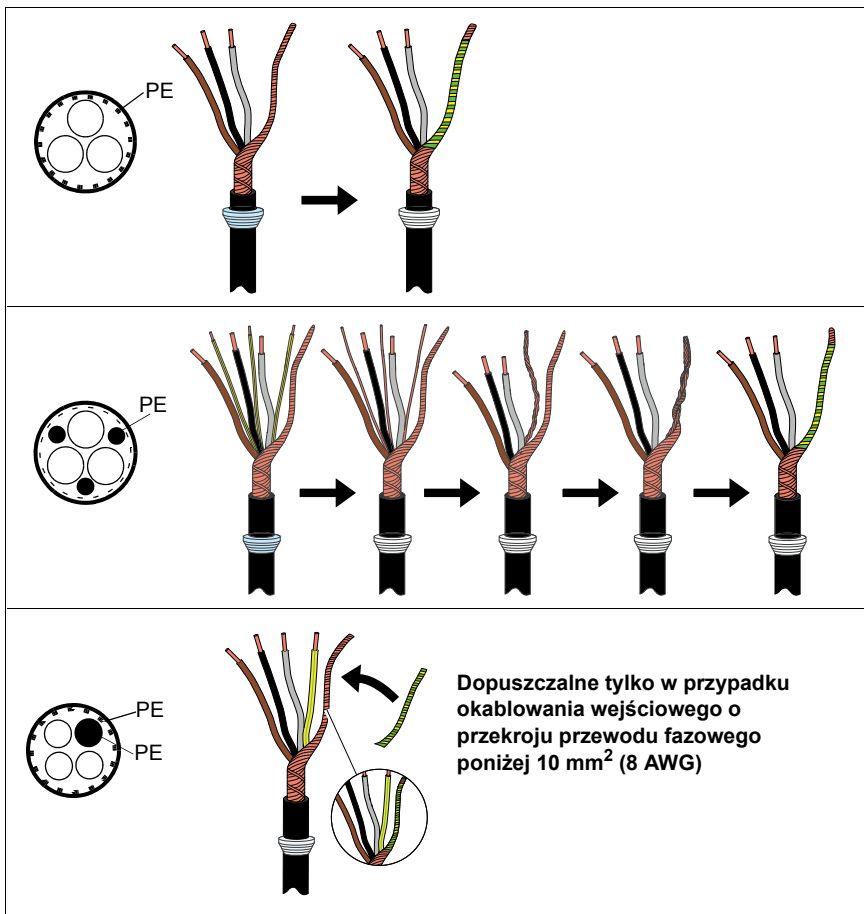 PE
PE
PE
PE
Dopuszczalne tylko w przypadku
okablowania wejściowego o
przekroju przewodu fazowego
poniżej 10 mm² (8 AWG)